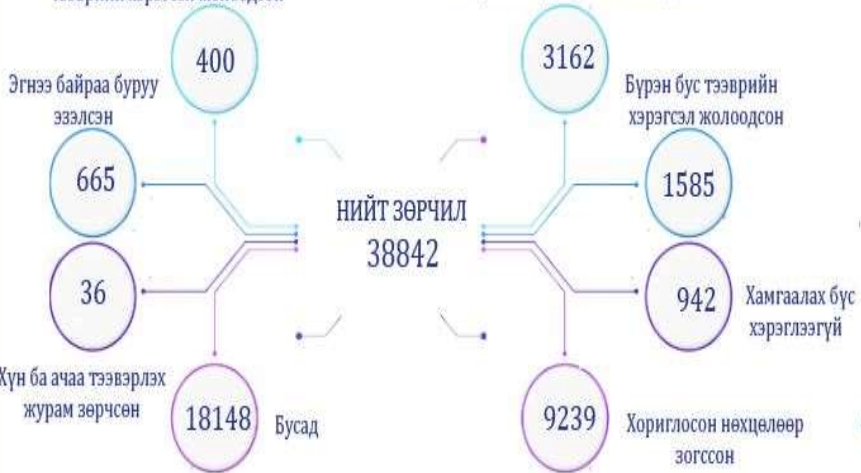 400
3162
Эгнээ байраа буруу
эзэлсэн
Бүрэн бус тээврийн
хэрэгсэл жолоодсон
665
1585
НИЙТ ЗӨРЧИЛ
38842
36
942
Хамгаалах бүс
хэрэглээгүй
Хүн ба ачаа тээвэрлэх
журам зөрчсөн
18148
Бусад
9239
Хориглосон нөхцөлөөр
зогссон